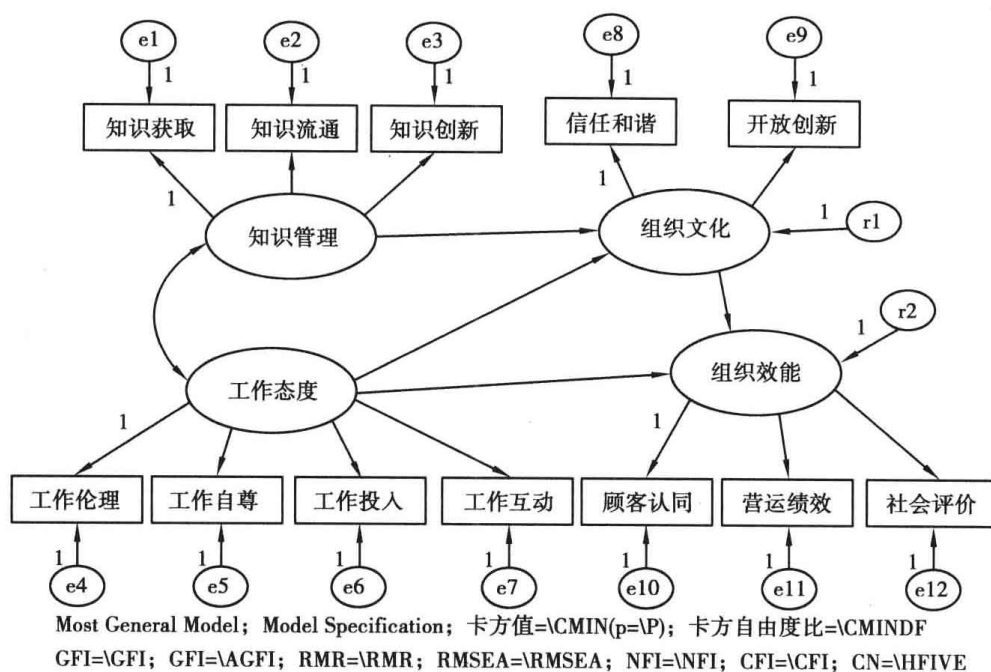 e1 e2 e3 e8 e9
1 1 1 1 1
知识获取 知识流通 知识创新 信任和谐 开放创新
1 1
知识管理 组织文化 1 r1
1 r2
工作态度 组织效能
1 1
工作伦理 工作自尊 工作投入 工作互动 顾客认同 营运绩效 社会评价
1 1 1 1 1 1 1
e4 e5 e6 e7 e10 e11 e12
Most General Model；Model Specification；卡方值=\CMIN(p=\P)；卡方自由度比=\CMINDF
GFI=\GFI；GFI=\AGFI；RMR=\RMR；RMSEA=\RMSEA；NFI=\NFI；CFI=\CFI；CN=\HFIVE